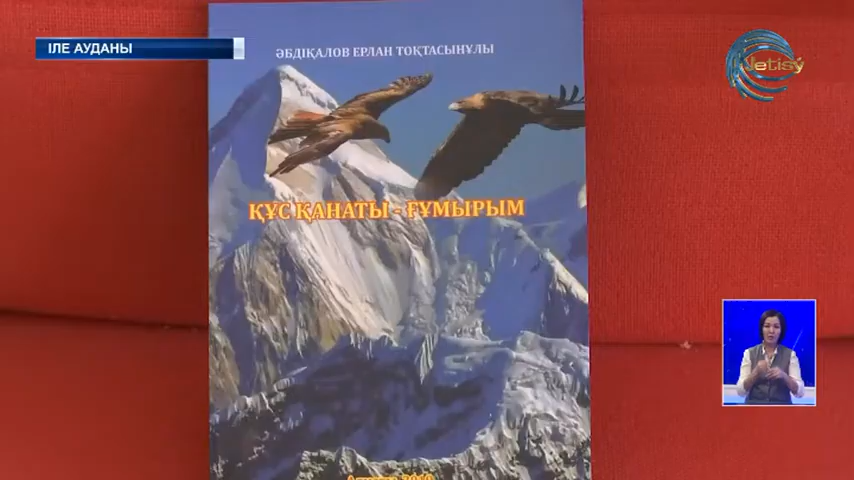 ІЛЕ АУДАНЫ
Jetisý
ӘБДІҚАЛОВ ЕРЛАН ТОҚТАСЫНҰЛЫ
ҚҰС ҚАНАТЫ - ҒҰМЫРЫМ